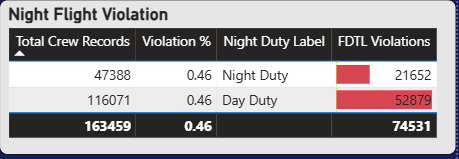 Night Flight Violation
Total Crew Records Violation % Night Duty Label FDTL Violations
47388 0.46 Night Duty 21652
116071 0.46 Day Duty 52879
163459 0.46 74531